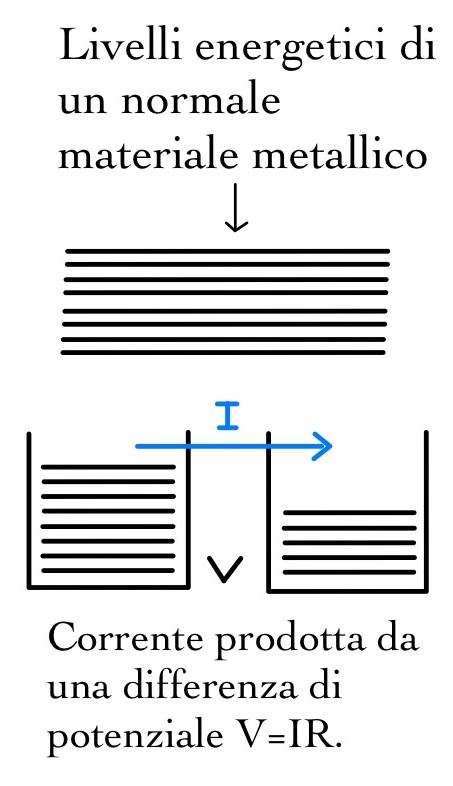 Livelli energetici di
un normale
materiale metallico
I
V
Corrente prodotta da
una differenza di
potenziale V=IR.